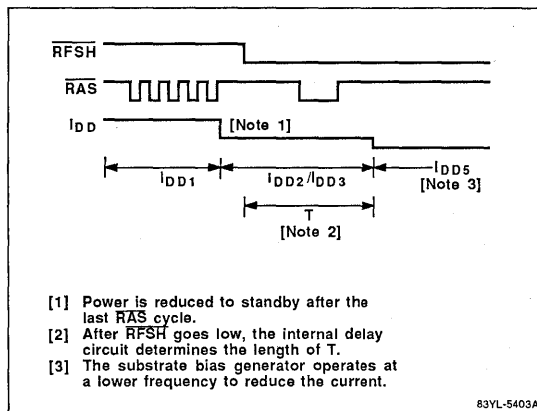 RFSH
RAS
IDD
[Note 1]
IDD1
IDD2/IDD3
IDD5
[Note 3]
T
[Note 2]
[1] Power is reduced to standby after the
last RAS cycle.
[2] After RFSH goes low, the internal delay
circuit determines the length of T.
[3] The substrate bias generator operates at
a lower frequency to reduce the current.
83YL-5403A